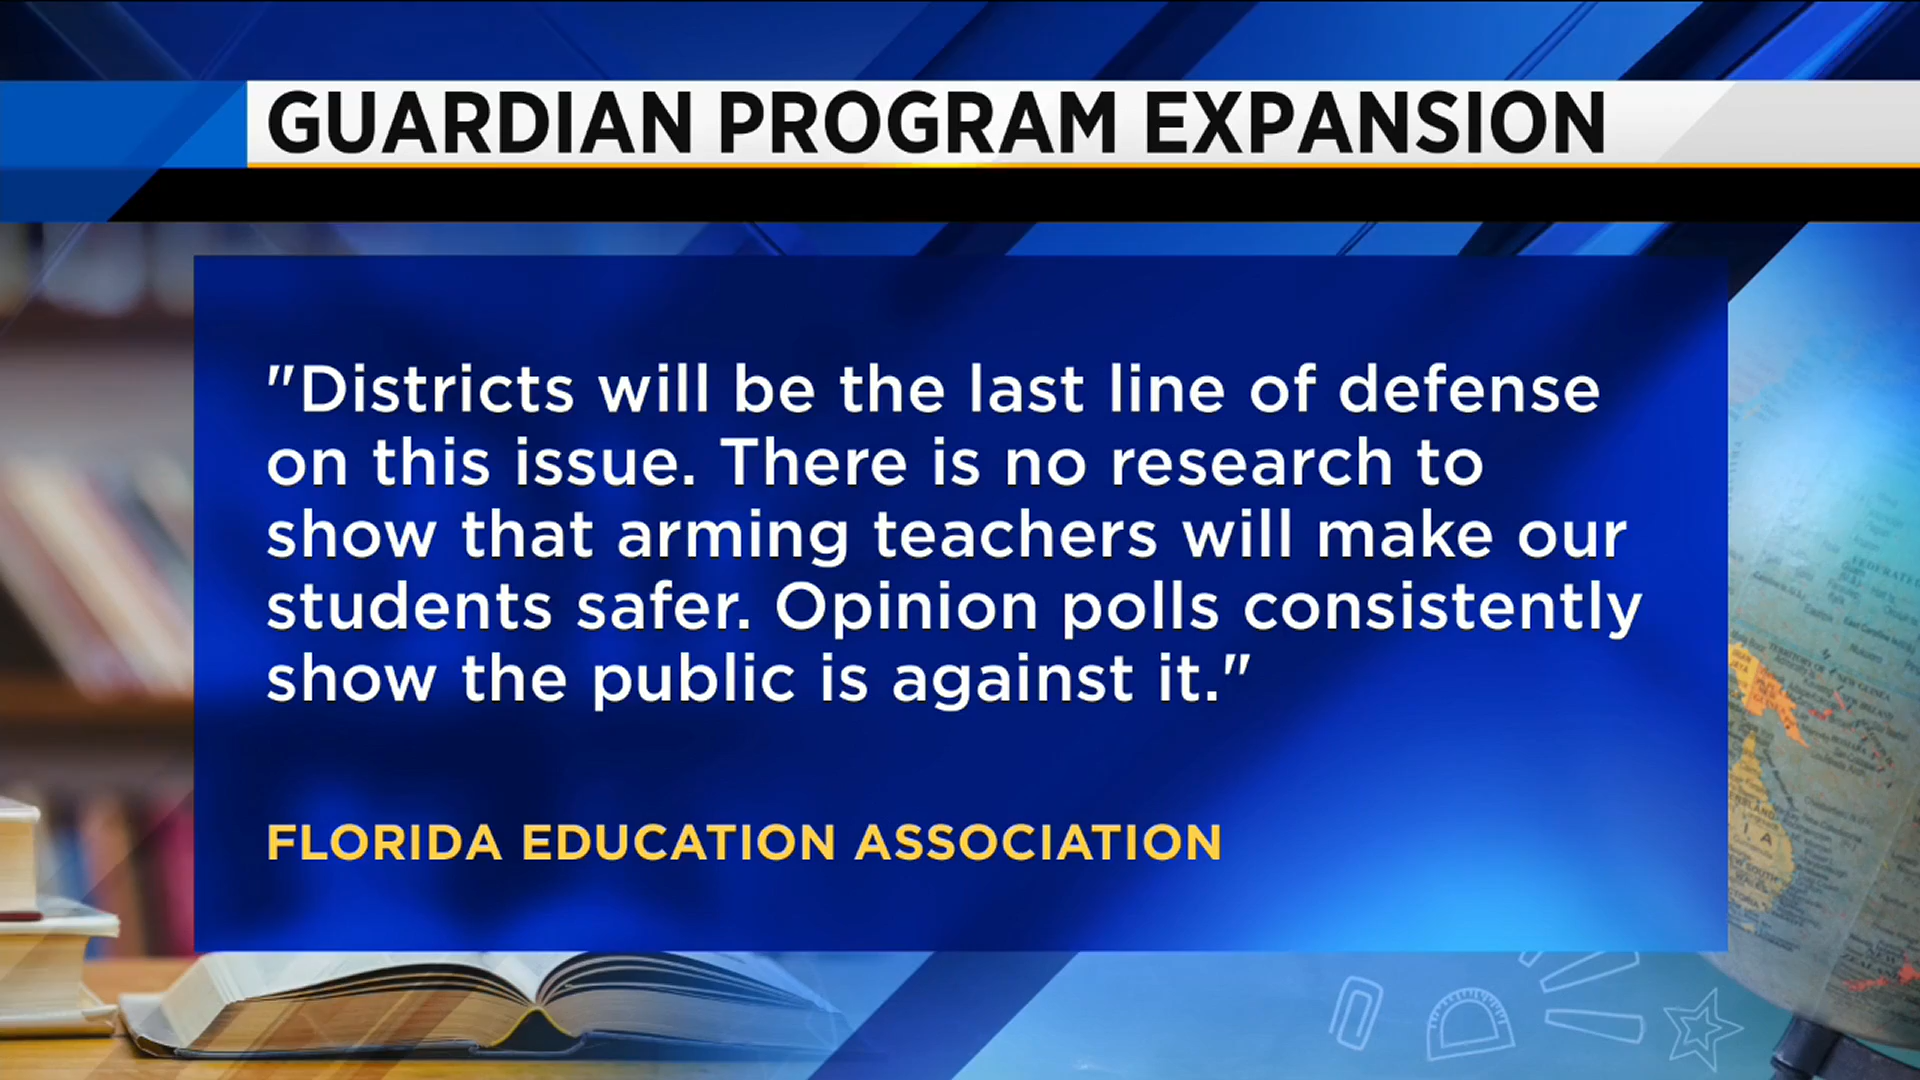 GUARDIAN PROGRAM EXPANSION
"Districts will be the last line of defense
on this issue. There is no research to
show that arming teachers will make our
students safer. Opinion polls consistently
show the public is against it."
FLORIDA EDUCATION ASSOCIATION